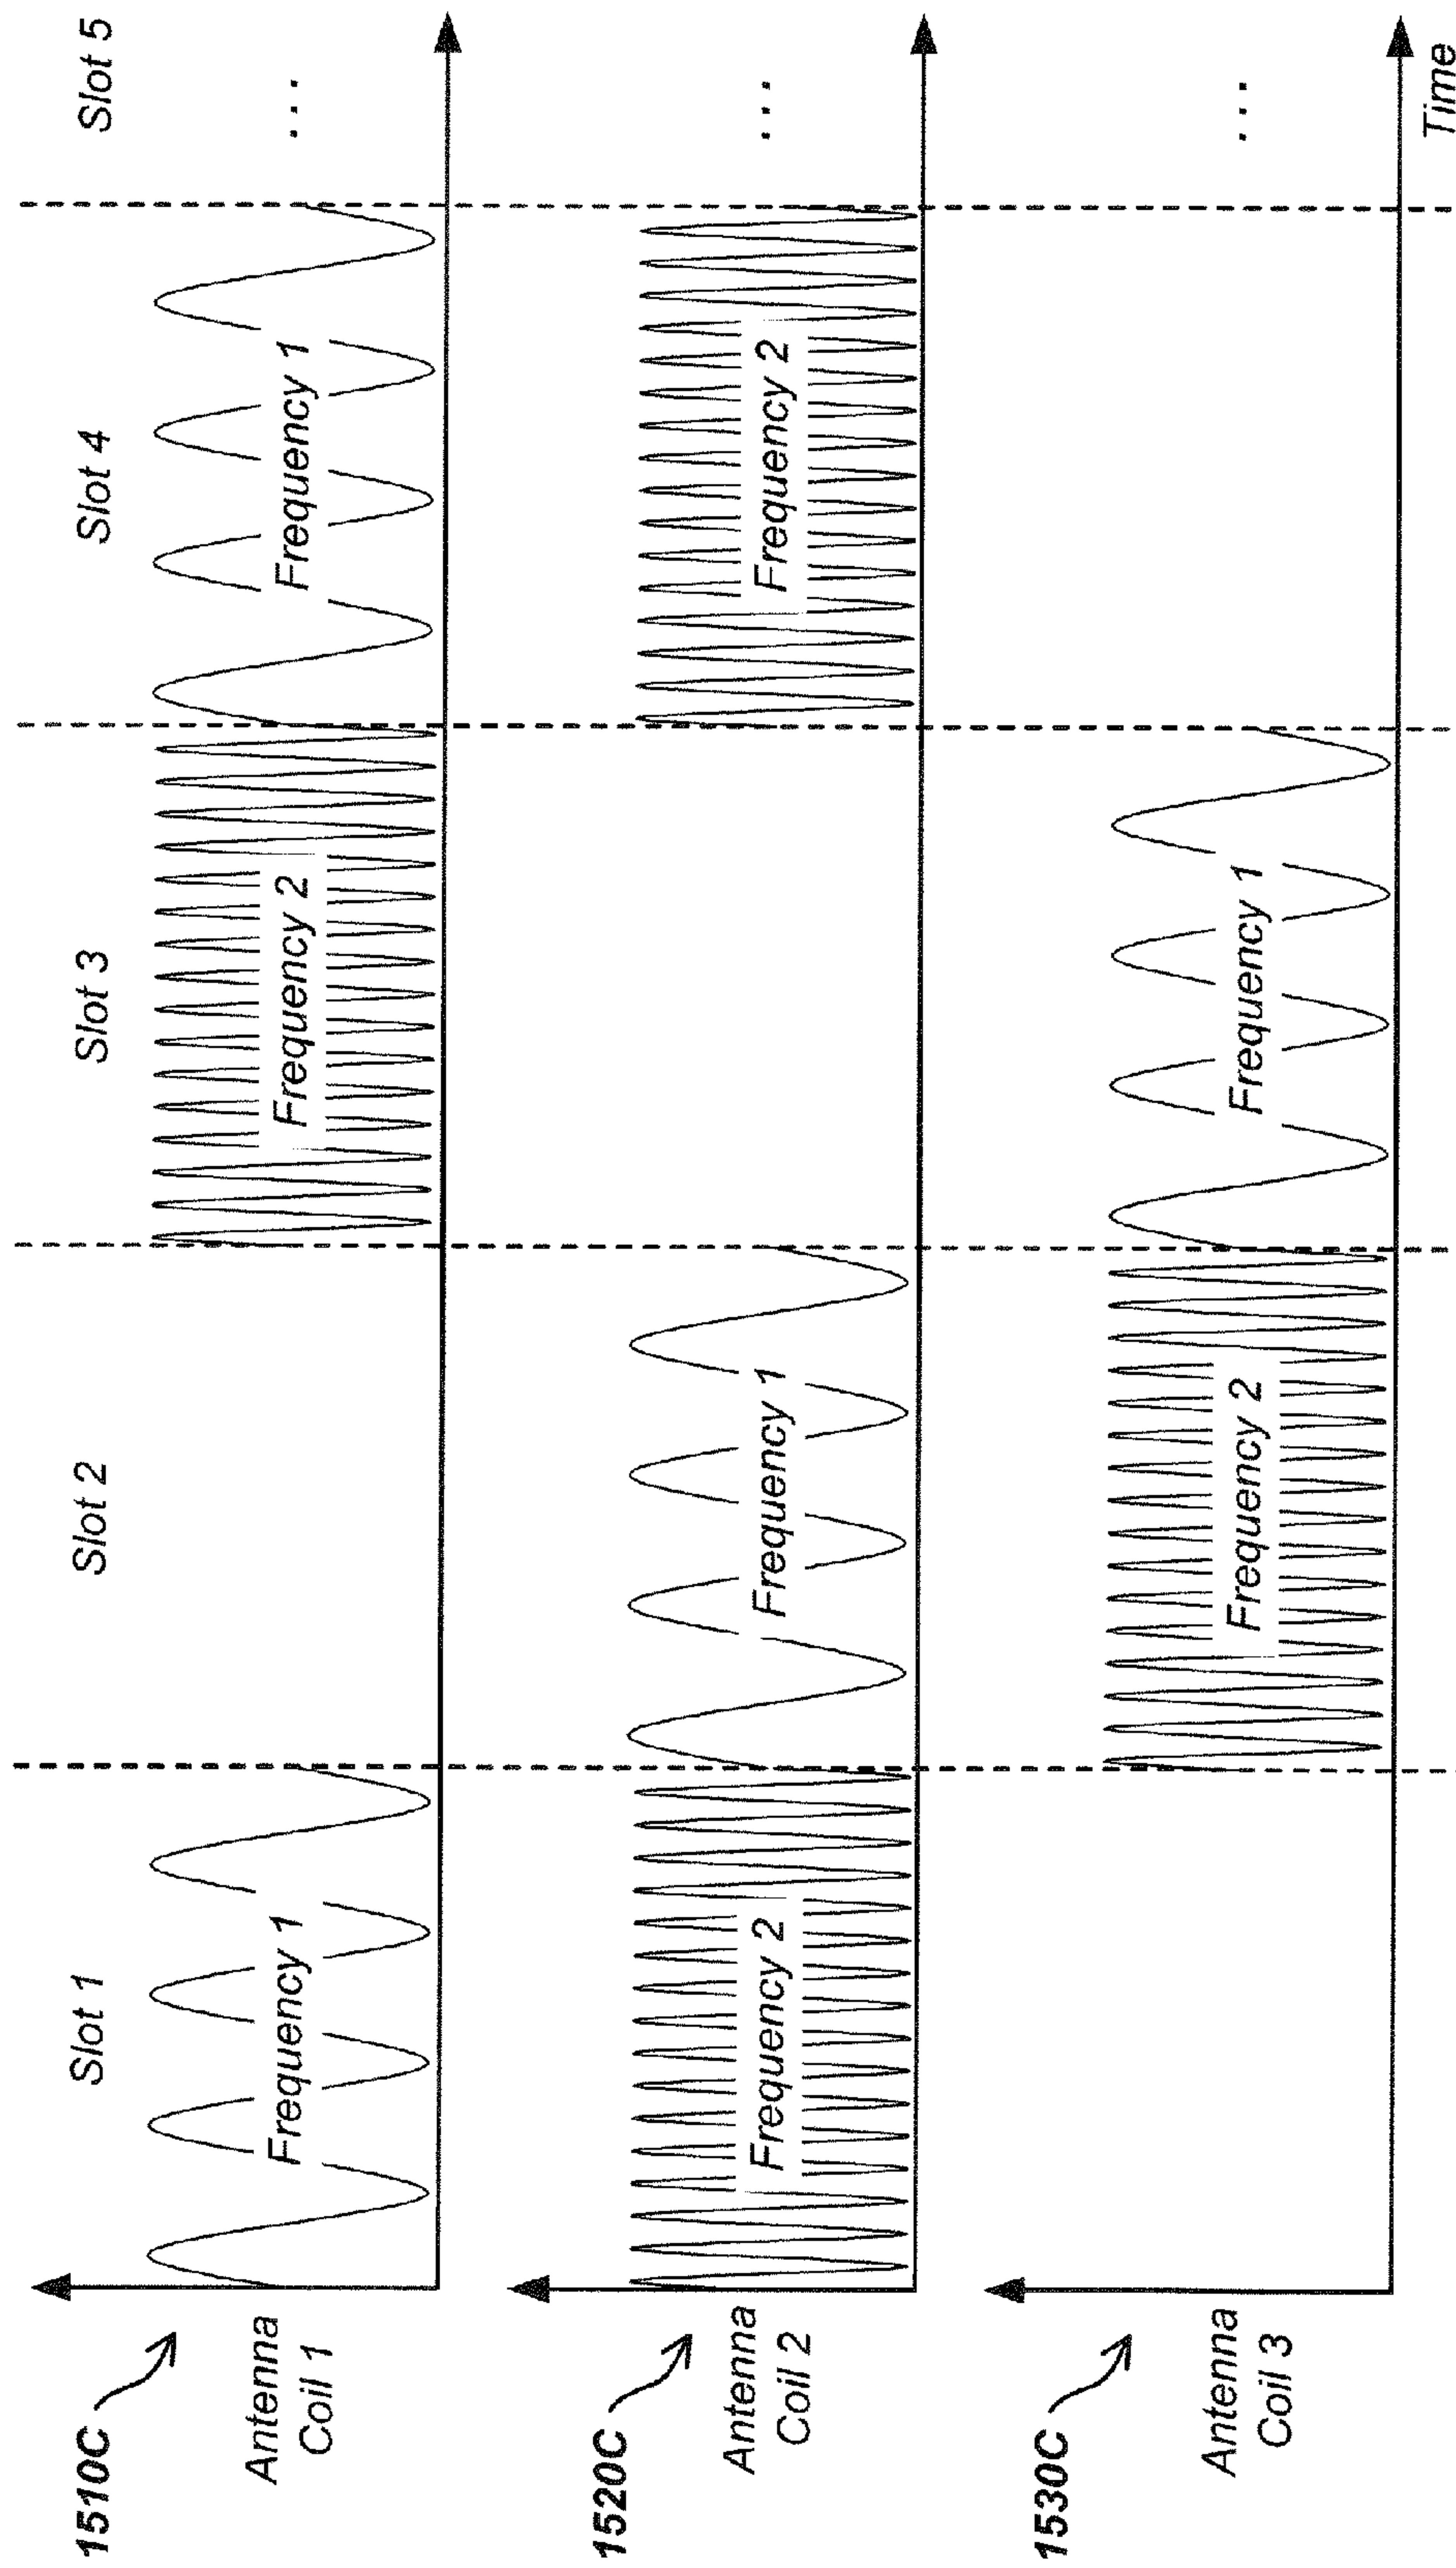 Slot 1
Slot 2
Slot 3
Slot 4
Slot 5
1510C
Antenna
Coil 1
Frequency 1
Frequency 2
Frequency 1
...
1520C
Antenna
Coil 2
Frequency 2
Frequency 1
Frequency 2
...
1530C
Antenna
Coil 3
Frequency 2
Frequency 1
...
Time